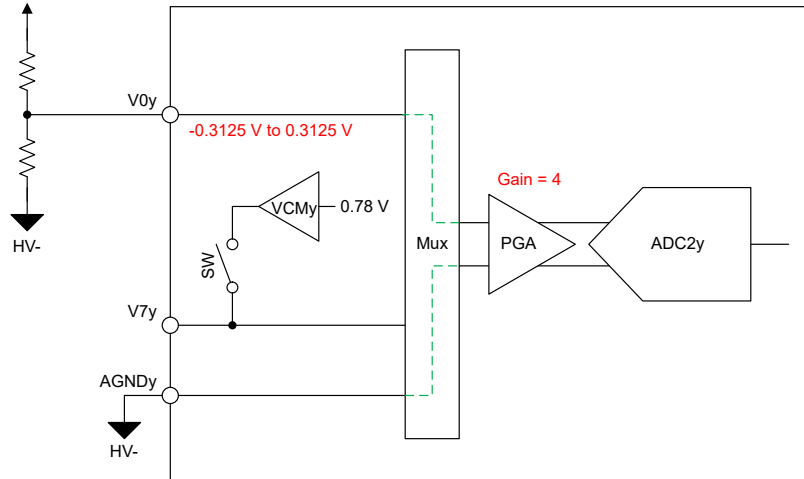 V0y
-0.3125 V to 0.3125 V
Gain = 4
VCMy
0.78 V
HV-
Mux
PGA
ADC2y
SW
V7y
AGNDy
HV-